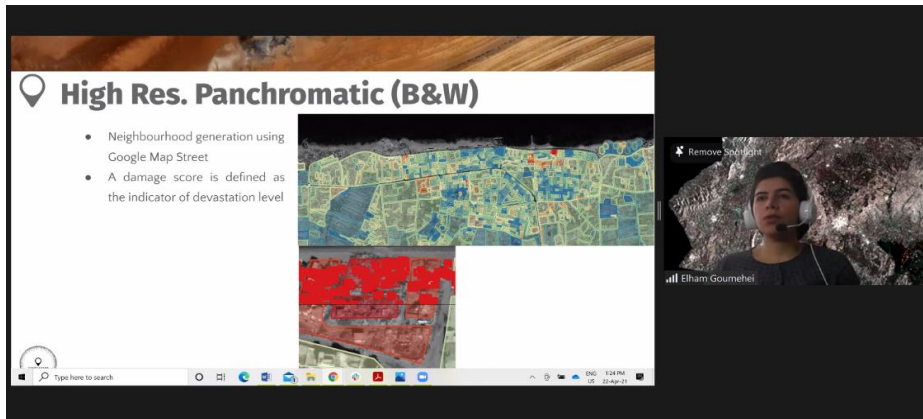 High Res. Panchromatic (B&W)
● Neighbourhood generation using
Google Map Street
● A damage score is defined as
the indicator of devastation level
Remove Spotlight
Elham Goumehei
Type here to search
ENG
US
1:24 PM
22-Apr-21